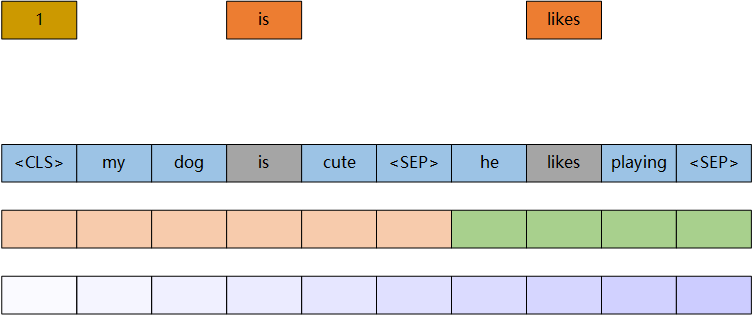 1 is likes
<CLS> my dog is cute <SEP> he likes playing <SEP>